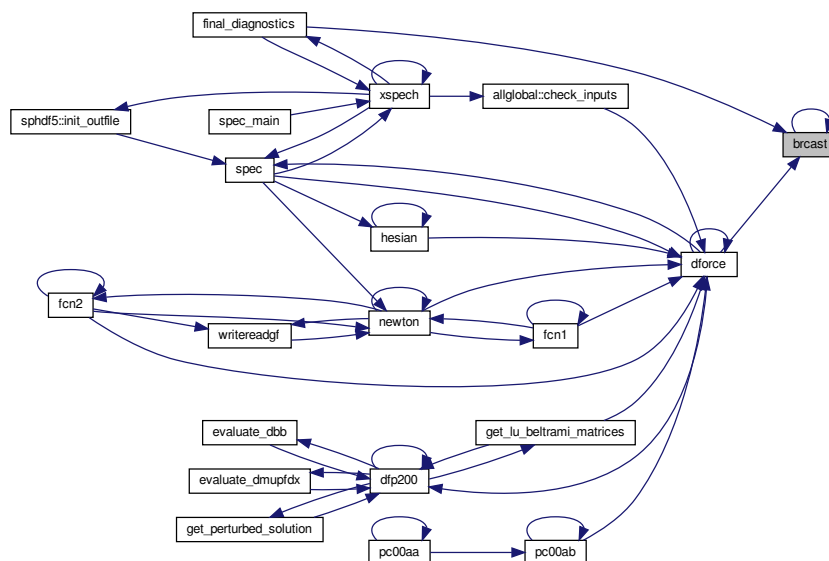 final_diagnostics
xspech
allglobal::check_inputs
sphdf5::init_outfile
spec_main
brcast
spec
hesian
dforce
fcn2
newton
writereadgf
fcn1
evaluate_dbb
get_lu_beltrami_matrices
evaluate_dmupfdx
dfp200
get_perturbed_solution
pc00aa
pc00ab